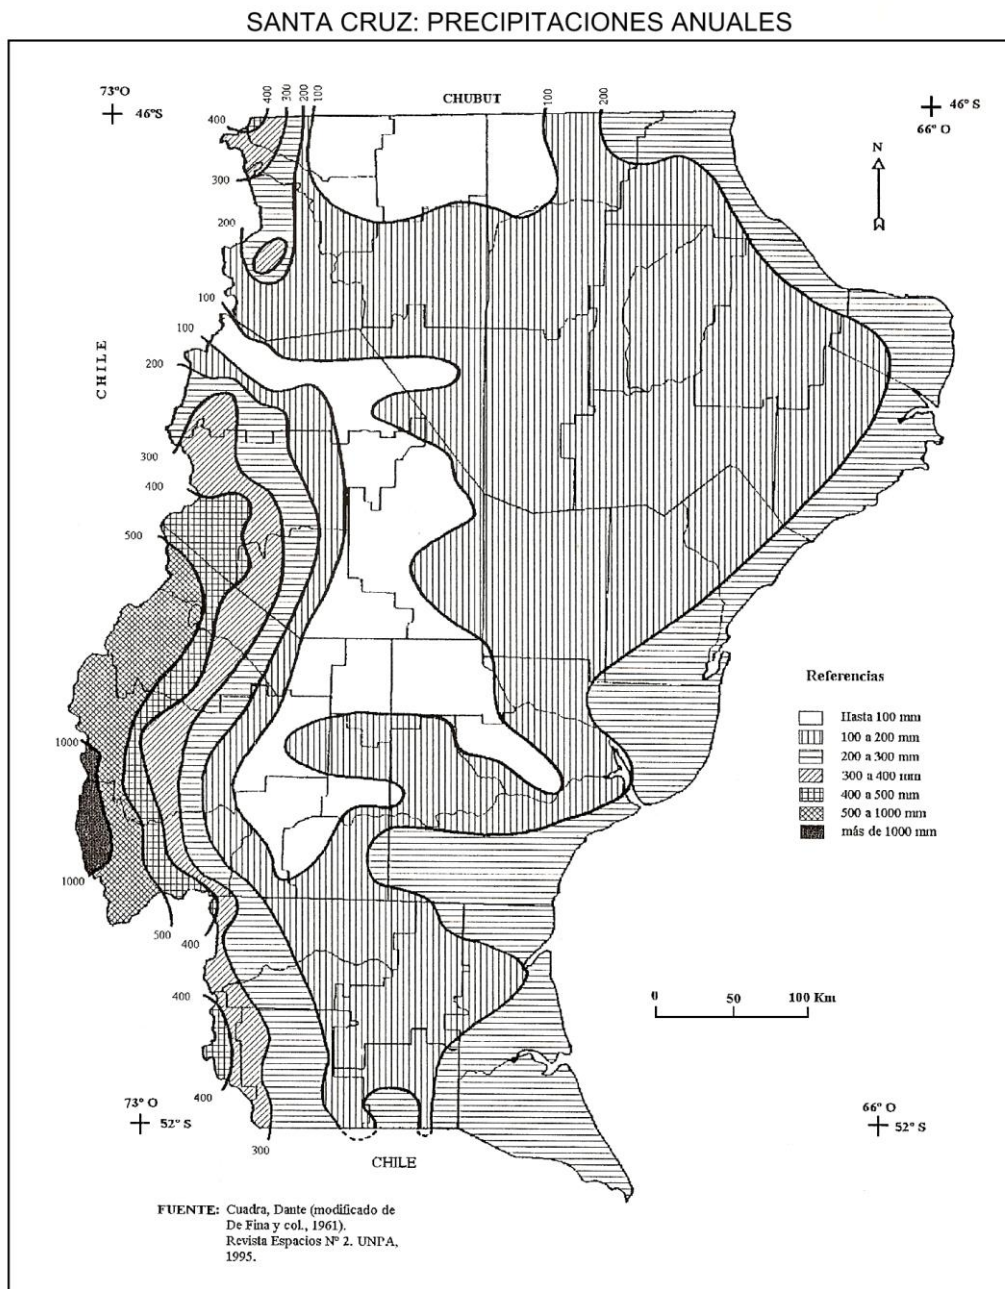 SANTA CRUZ: PRECIPITACIONES ANUALES
73º O
46ºS
400
300
200
100
CHUBUT
100
200
46º S
66º O
N
400
300
200
100
100
200
CHILE
300
400
500
1000
1000
500
400
400
400
300
Referencias
Hasta 100 mm
100 a 200 mm
200 a 300 mm
300 a 400 mm
400 a 500 mm
500 a 1000 mm
más de 1000 mm
0 50 100 Km
73º O
52º S
66º O
52º S
CHILE
FUENTE: Cuadra, Dante (modificado de
De Fina y col., 1961).
Revista Espacios Nº 2. UNPA,
1995.